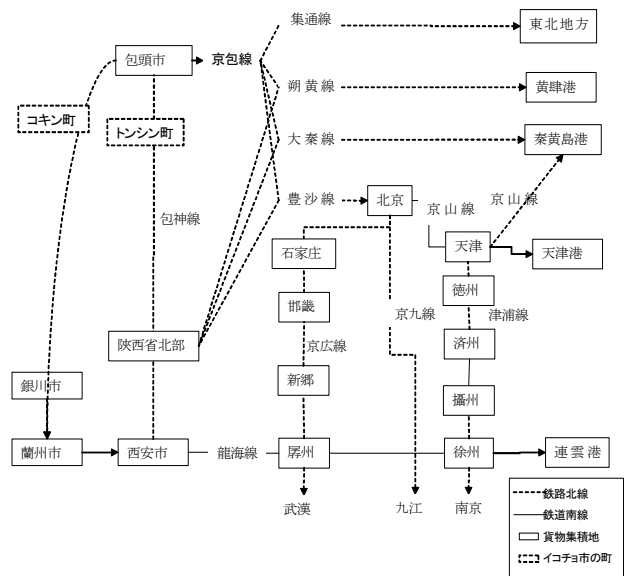 集通線
東北地方
包頭市
京包線
朔黄線
黄肆港
コキン町
トンシン町
大秦線
秦黄島港
包神線
豊沙線
北京
京山線
京山線
石家庄
天津
天津港
徳州
邯畿
京九線
津浦線
陝西省北部
京広線
済州
銀川市
新郷
攝州
蘭州市
西安市
龍海線
孱州
徐州
連雲港
武漢
九江
南京
鉄路北線
鉄道南線
貨物集積地
イコチョ市の町